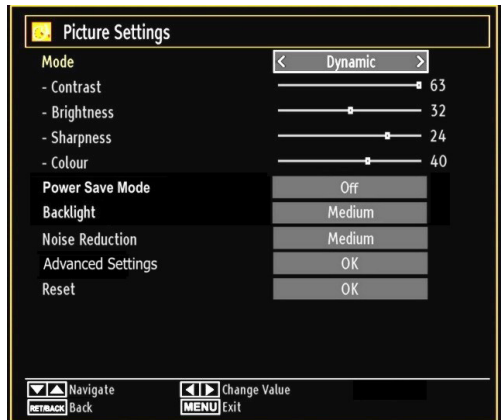 Picture Settings
Mode < Dynamic >
- Contrast 63
- Brightness 32
- Sharpness 24
- Colour 40
Power Save Mode Off
Backlight Medium
Noise Reduction Medium
Advanced Settings OK
Reset OK
Navigate Change Value
RET/BACK Back MENU Exit